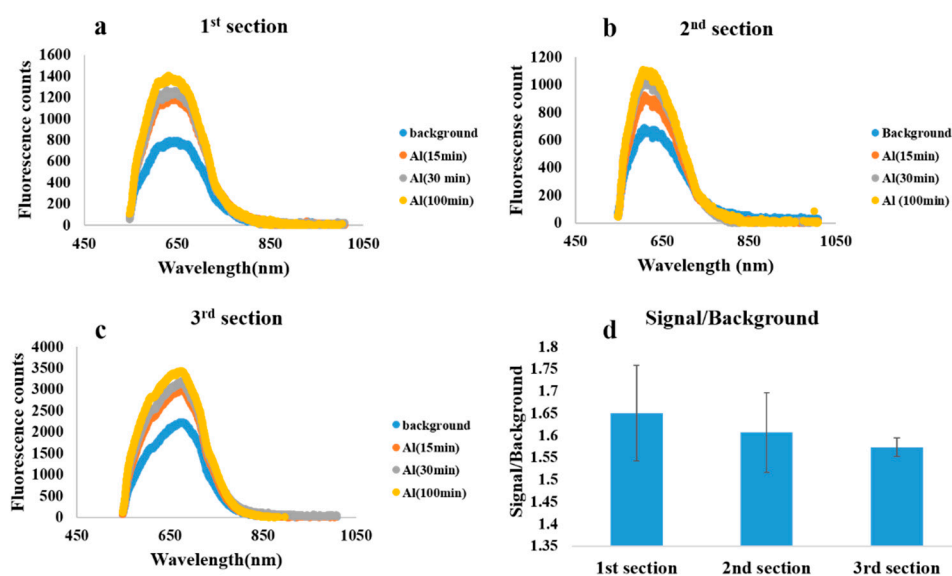 a
1st section
Fluorescence counts
1600
1400
1200
1000
800
600
400
200
0
450
650
850
1050
Wavelength(nm)
background
Al(15min)
Al(30 min)
Al(100min)
b
2nd section
Fluorescense count
1200
1000
800
600
400
200
0
450
650
850
1050
Wavelength (nm)
Background
Al(15min)
Al(30min)
Al (100min)
c
3rd section
Fluorescence counts
4000
3500
3000
2500
2000
1500
1000
500
0
450
650
850
1050
Wavelength(nm)
background
Al(15min)
Al(30min)
Al(100min)
d
Signal/Background
Signal/Background
1.8
1.75
1.7
1.65
1.6
1.55
1.5
1.45
1.4
1.35
1st section
2nd section
3rd section